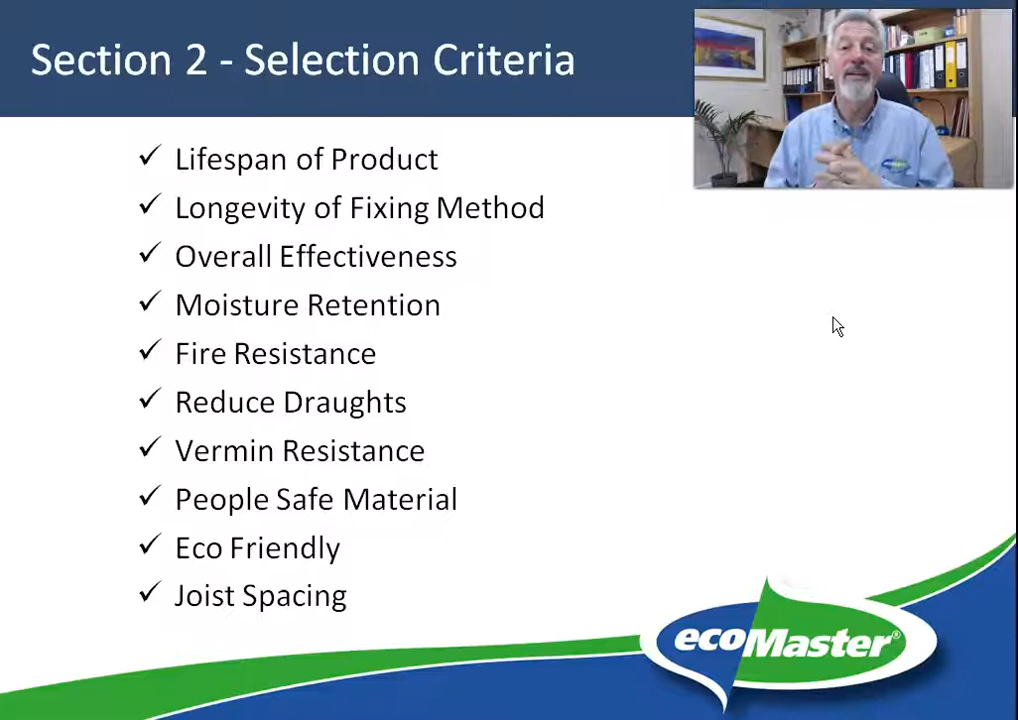 Section 2 - Selection Criteria
✓ Lifespan of Product
✓ Longevity of Fixing Method
✓ Overall Effectiveness
✓ Moisture Retention
✓ Fire Resistance
✓ Reduce Draughts
✓ Vermin Resistance
✓ People Safe Material
✓ Eco Friendly
✓ Joist Spacing
ecoMaster®